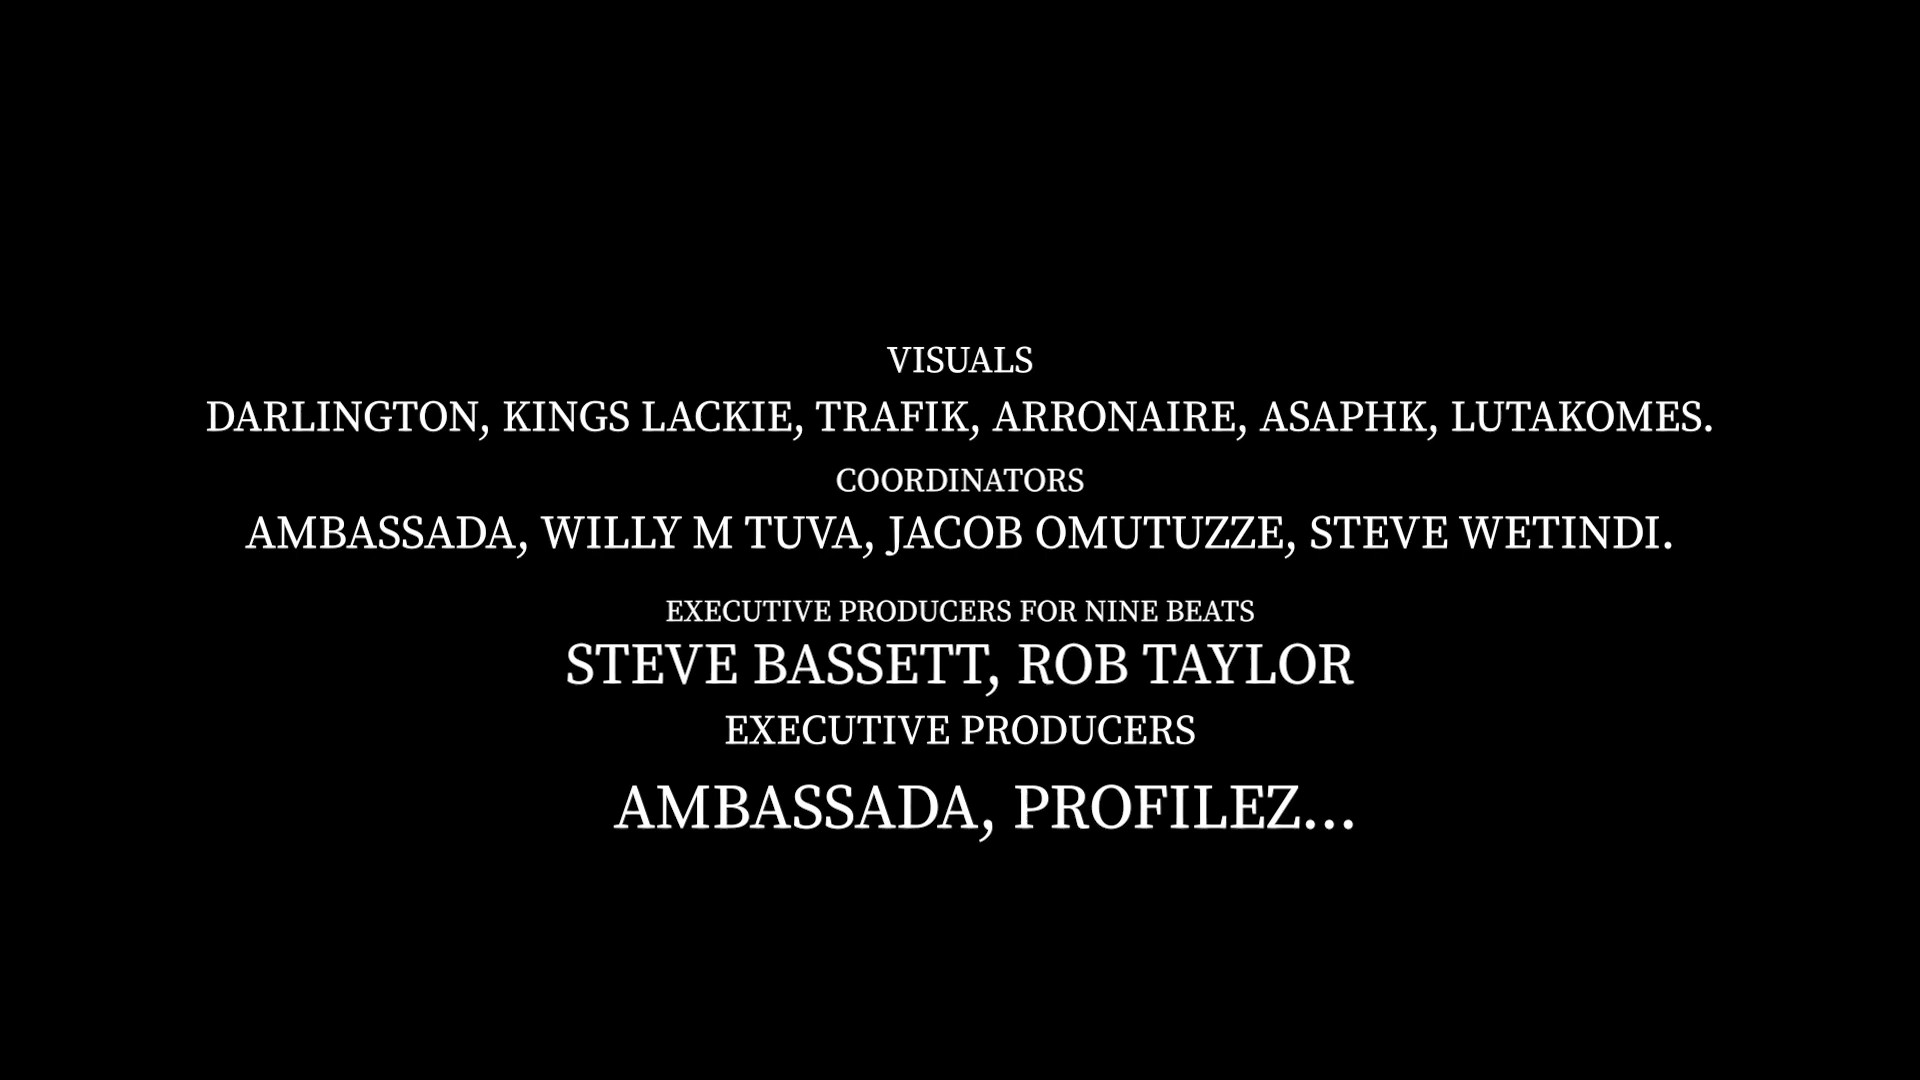 VISUALS
DARLINGTON, KINGS LACKIE, TRAFIK, ARRONAIRE, ASAPHK, LUTAKOMES.
COORDINATORS
AMBASSADA, WILLY M TUVA, JACOB OMUTUZZE, STEVE WETINDI.
EXECUTIVE PRODUCERS FOR NINE BEATS
STEVE BASSETT, ROB TAYLOR
EXECUTIVE PRODUCERS
AMBASSADA, PROFILEZ...